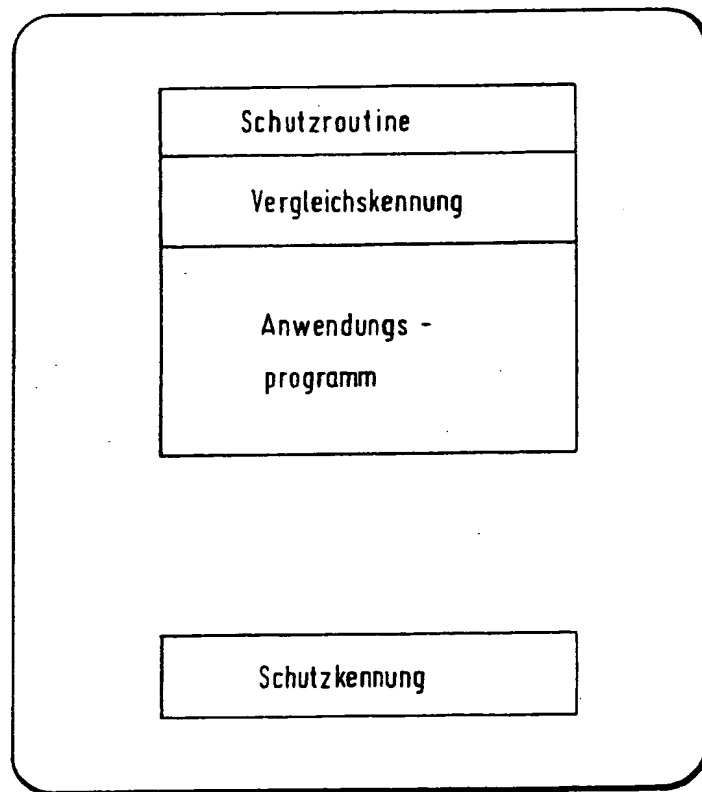 Schutzroutine
Vergleichskennung
Anwendungs -
programm
Schutzkennung